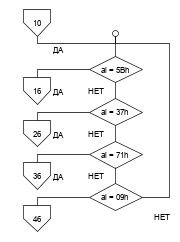 10
ДА
al = 5Bh
16
ДА
НЕТ
al = 37h
26
ДА
НЕТ
al = 71h
36
ДА
НЕТ
al = 09h
46
НЕТ